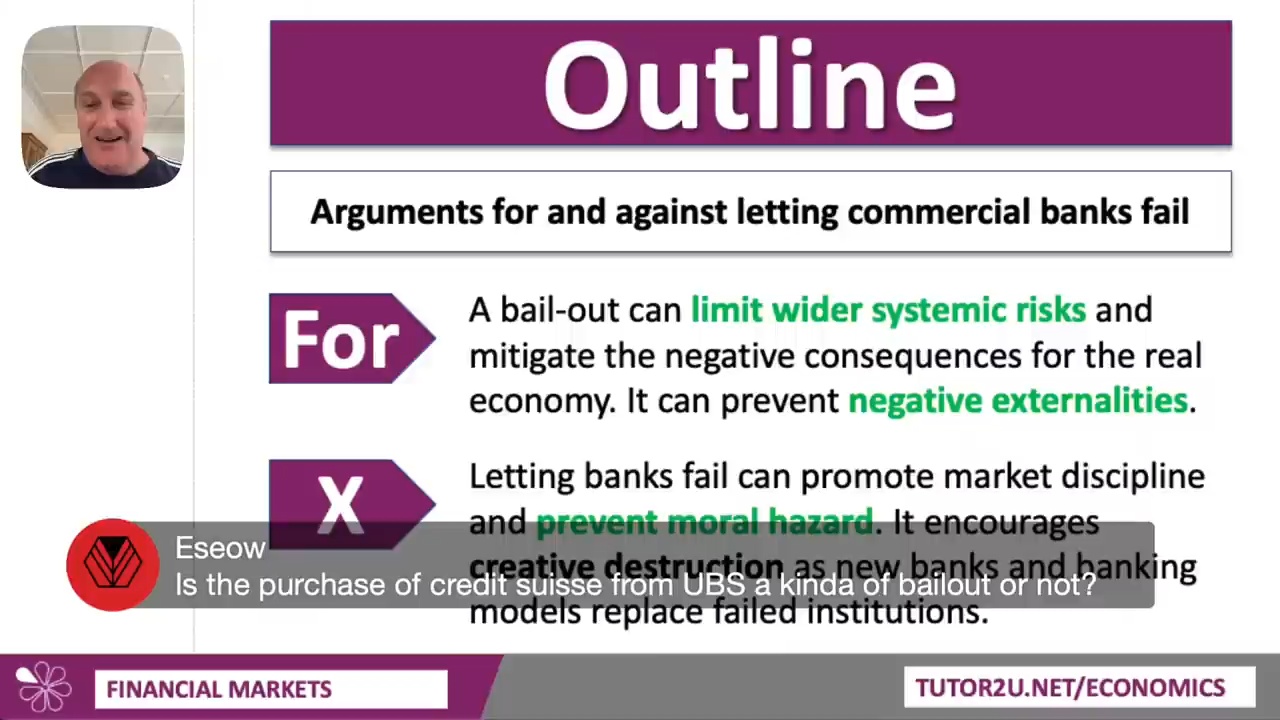 Outline
Arguments for and against letting commercial banks fail
For
A bail-out can limit wider systemic risks and
mitigate the negative consequences for the real
economy. It can prevent negative externalities.
X
Letting banks fail can promote market discipline
and prevent moral hazard. It encourages
creative destruction as new banks and banking
models replace failed institutions.
Eseow
Is the purchase of credit suisse from UBS a kinda of bailout or not?
FINANCIAL MARKETS
TUTOR2U.NET/ECONOMICS